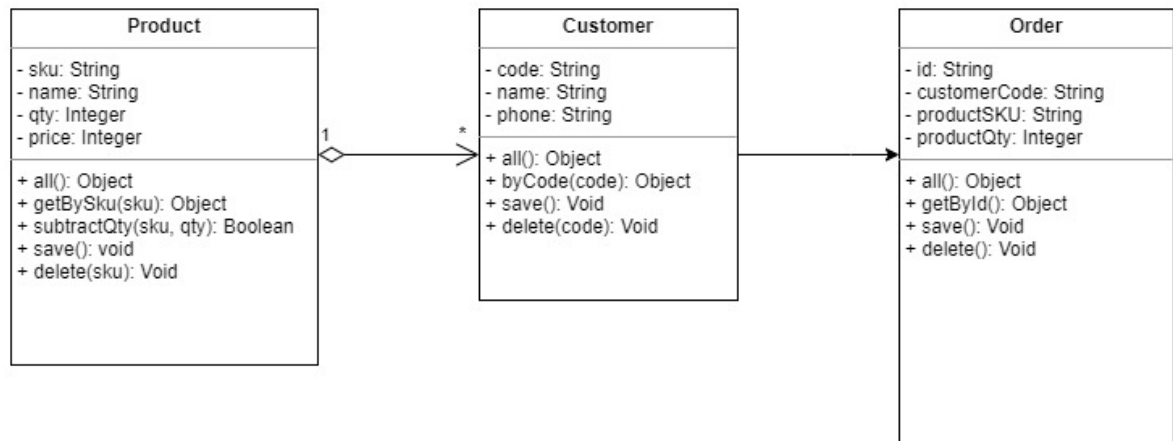 Product
- sku: String
- name: String
- qty: Integer
- price: Integer
+ all(): Object
+ getBySku(sku): Object
+ subtractQty(sku, qty): Boolean
+ save(): void
+ delete(sku): Void
1
*
Customer
- code: String
- name: String
- phone: String
+ all(): Object
+ byCode(code): Object
+ save(): Void
+ delete(code): Void
Order
- id: String
- customerCode: String
- productSKU: String
- productQty: Integer
+ all(): Object
+ getById(): Object
+ save(): Void
+ delete(): Void